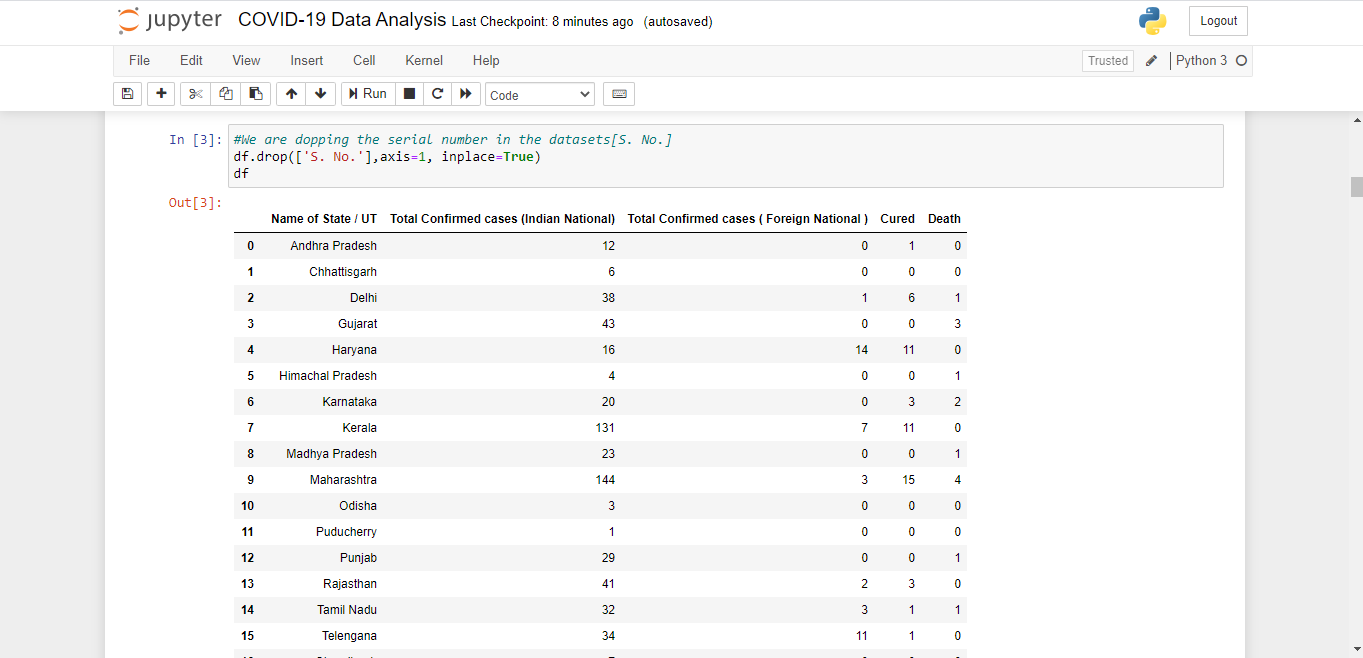 jupyter COVID-19 Data Analysis Last Checkpoint: 8 minutes ago (autosaved) Logout
File Edit View Insert Cell Kernel Help Trusted Python 3
Run Code
In [3]: #We are dopping the serial number in the datasets[S. No.]
df.drop(['S. No.'],axis=1, inplace=True)
df
Out[3]:
Name of State / UT Total Confirmed cases (Indian National) Total Confirmed cases ( Foreign National ) Cured Death
0 Andhra Pradesh 12 0 1 0
1 Chhattisgarh 6 0 0 0
2 Delhi 38 1 6 1
3 Gujarat 43 0 0 3
4 Haryana 16 14 11 0
5 Himachal Pradesh 4 0 0 1
6 Karnataka 20 0 3 2
7 Kerala 131 7 11 0
8 Madhya Pradesh 23 0 0 1
9 Maharashtra 144 3 15 4
10 Odisha 3 0 0 0
11 Puducherry 1 0 0 0
12 Punjab 29 0 0 1
13 Rajasthan 41 2 3 0
14 Tamil Nadu 32 3 1 1
15 Telengana 34 11 1 0